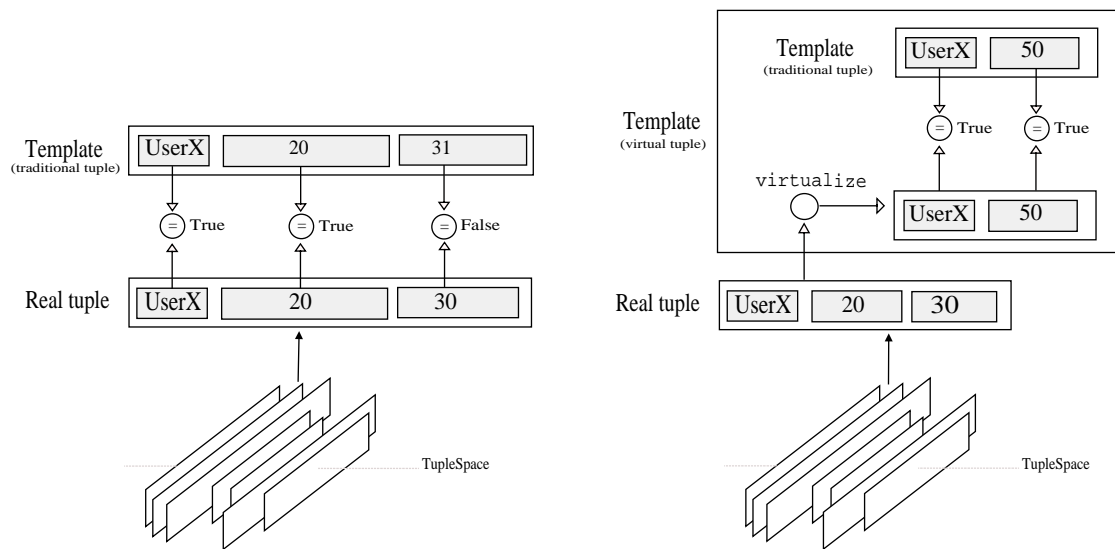 Template
(traditional tuple)
UserX 20 31
= True = True = False
Real tuple
UserX 20 30
TupleSpace
Template
(virtual tuple)
Template
(traditional tuple)
UserX 50
= True = True
virtualize
UserX 50
Real tuple
UserX 20 30
TupleSpace